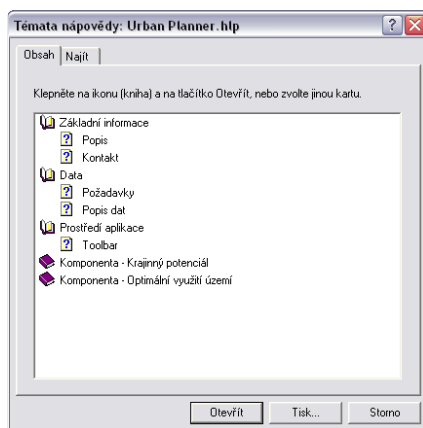 Témata nápovědy: Urban Planner.hlp
Obsah Najít
Klepněte na ikonu (kniha) a na tlačítko Otevřít, nebo zvolte jinou kartu.
Základní informace
Popis
Kontakt
Data
Požadavky
Popis dat
Prostředí aplikace
Toolbar
Komponenta - Krajinný potenciál
Komponenta - Optimální využití území
Otevřít Tisk... Storno